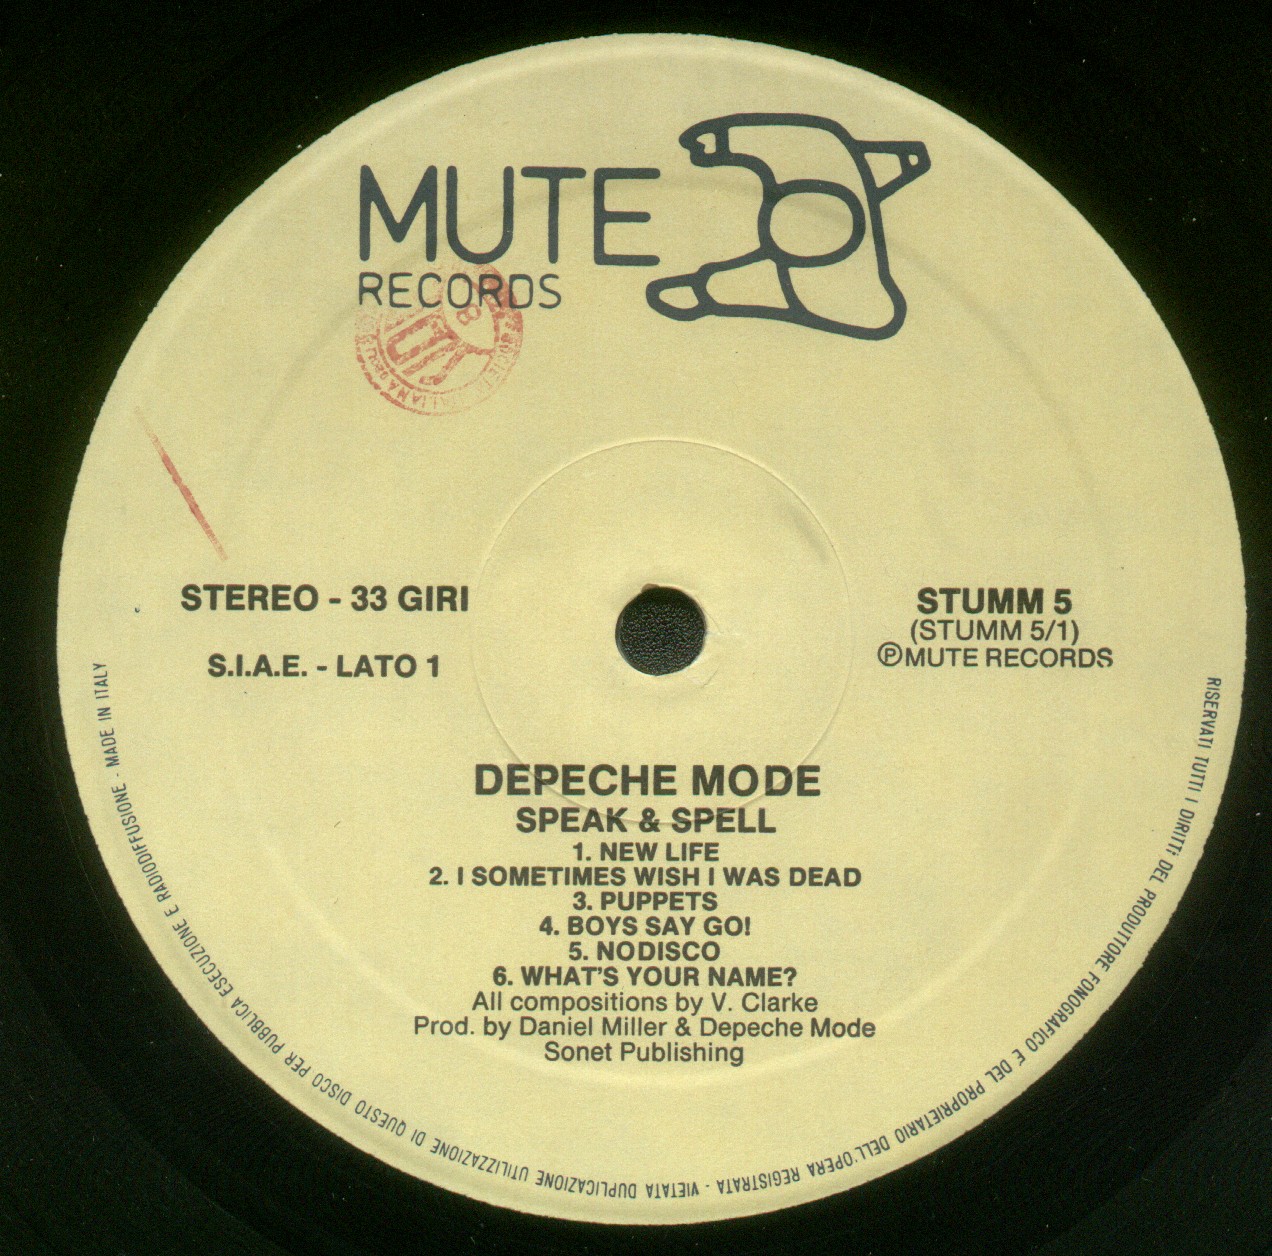 MUTE
RECORDS
STEREO - 33 GIRI
S.I.A.E. - LATO 1
STUMM 5
(STUMM 5/1)
ⓅMUTE RECORDS
DEPECHE MODE
SPEAK & SPELL
1. NEW LIFE
2. I SOMETIMES WISH I WAS DEAD
3. PUPPETS
4. BOYS SAY GO!
5. NODISCO
6. WHAT'S YOUR NAME?
All compositions by V. Clarke
Prod. by Daniel Miller & Depeche Mode
Sonet Publishing
RISERVATI TUTTI I DIRITTI DEL PRODUTTORE FONOGRAFICO E DEL PROPRIETARIO DELL'OPERA REGISTRATA - VIETATA DUPLICAZIONE UTILIZZAZIONE DI QUESTO DISCO PER PUBBLICA ESECUZIONE E RADIODIFFUSIONE - MADE IN ITALY